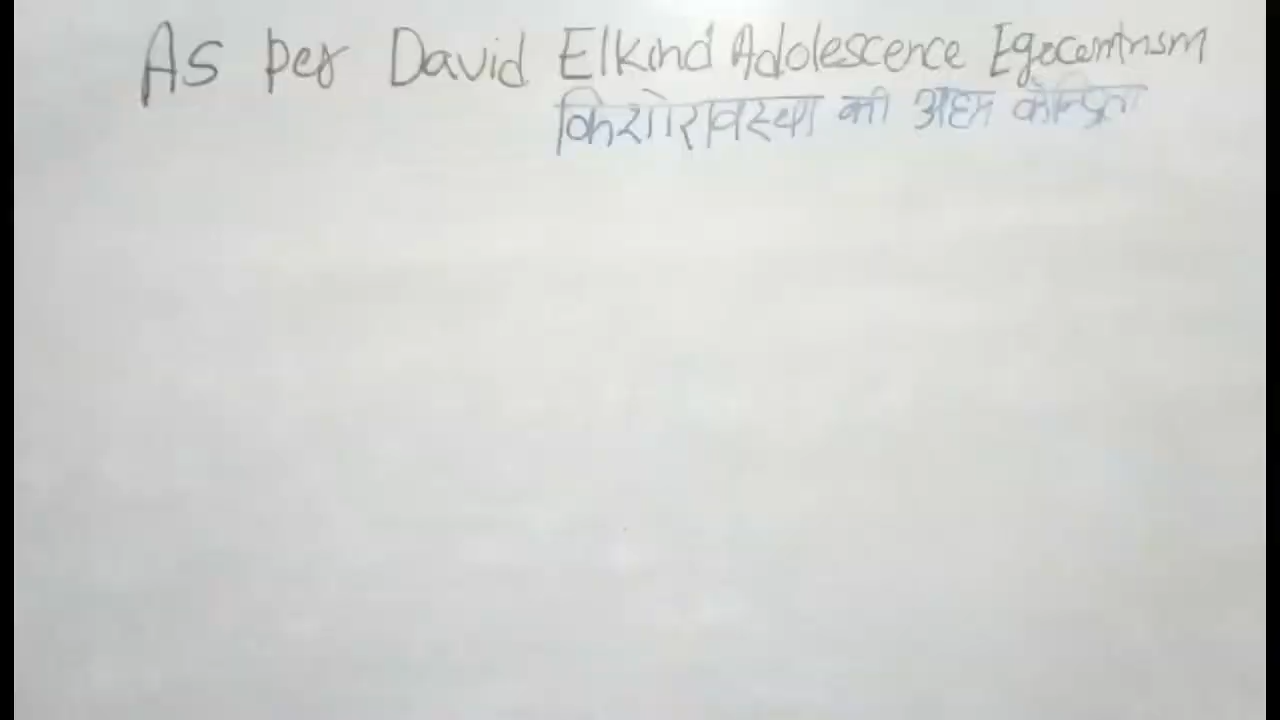 As per David Elkind Adolescence Egocentrism
किशोरावस्था की अहम केन्द्रिता